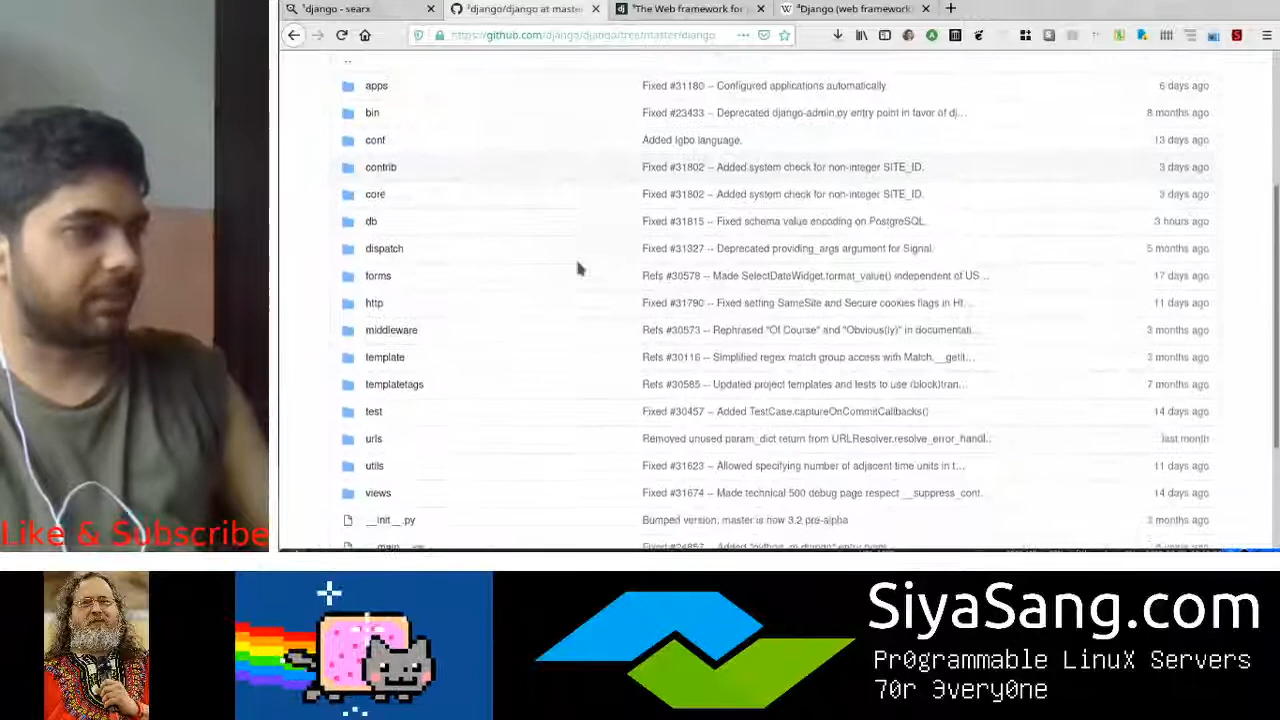 django - searx
django/django at maste
The Web framework for
Django (web framework
https://github.com/django/django/tree/master/django
..
apps Fixed #31180 -- Configured applications automatically 6 days ago
bin Fixed #23433 -- Deprecated django-admin.py entry point in favor of dj… 8 months ago
conf Added Igbo language. 13 days ago
contrib Fixed #31802 -- Added system check for non-integer SITE_ID. 3 days ago
core Fixed #31802 -- Added system check for non-integer SITE_ID. 3 days ago
db Fixed #31815 -- Fixed schema value encoding on PostgreSQL. 3 hours ago
dispatch Fixed #31327 -- Deprecated providing_args argument for Signal. 5 months ago
forms Refs #30578 -- Made SelectDateWidget.format_value() independent of US… 17 days ago
http Fixed #31790 -- Fixed setting SameSite and Secure cookies flags in Ht… 11 days ago
middleware Refs #30573 -- Rephrased "Of Course" and "Obvious(ly)" in documentati… 3 months ago
template Refs #30116 -- Simplified regex match group access with Match.__getit… 3 months ago
templatetags Refs #30585 -- Updated project templates and tests to use (block)tran… 7 months ago
test Fixed #30457 -- Added TestCase.captureOnCommitCallbacks() 14 days ago
urls Removed unused param_dict return from URLResolver.resolve_error_handl… last month
utils Fixed #31623 -- Allowed specifying number of adjacent time units in t… 11 days ago
views Fixed #31674 -- Made technical 500 debug page respect __suppress_cont… 14 days ago
__init__.py Bumped version, master is now 3.2 pre-alpha 3 months ago
Like & Subscribe
SiyaSang.com
Pr0grammable LinuX Servers
70r 3very0ne